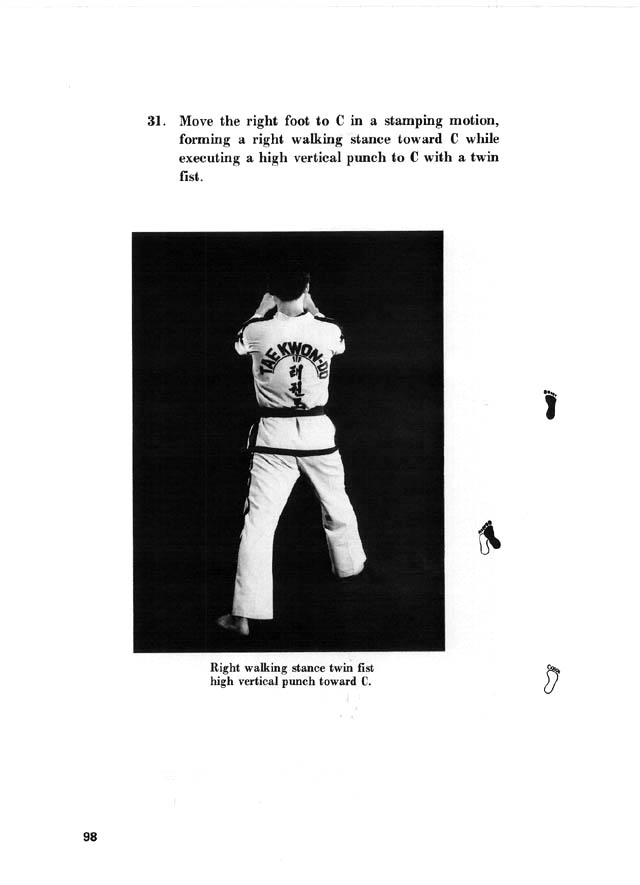 31. Move the right foot to C in a stamping motion,
forming a right walking stance toward C while
executing a high vertical punch to C with a twin
fist.
TAEKWON-DO
태
권
도
Right walking stance twin fist
high vertical punch toward C.
98